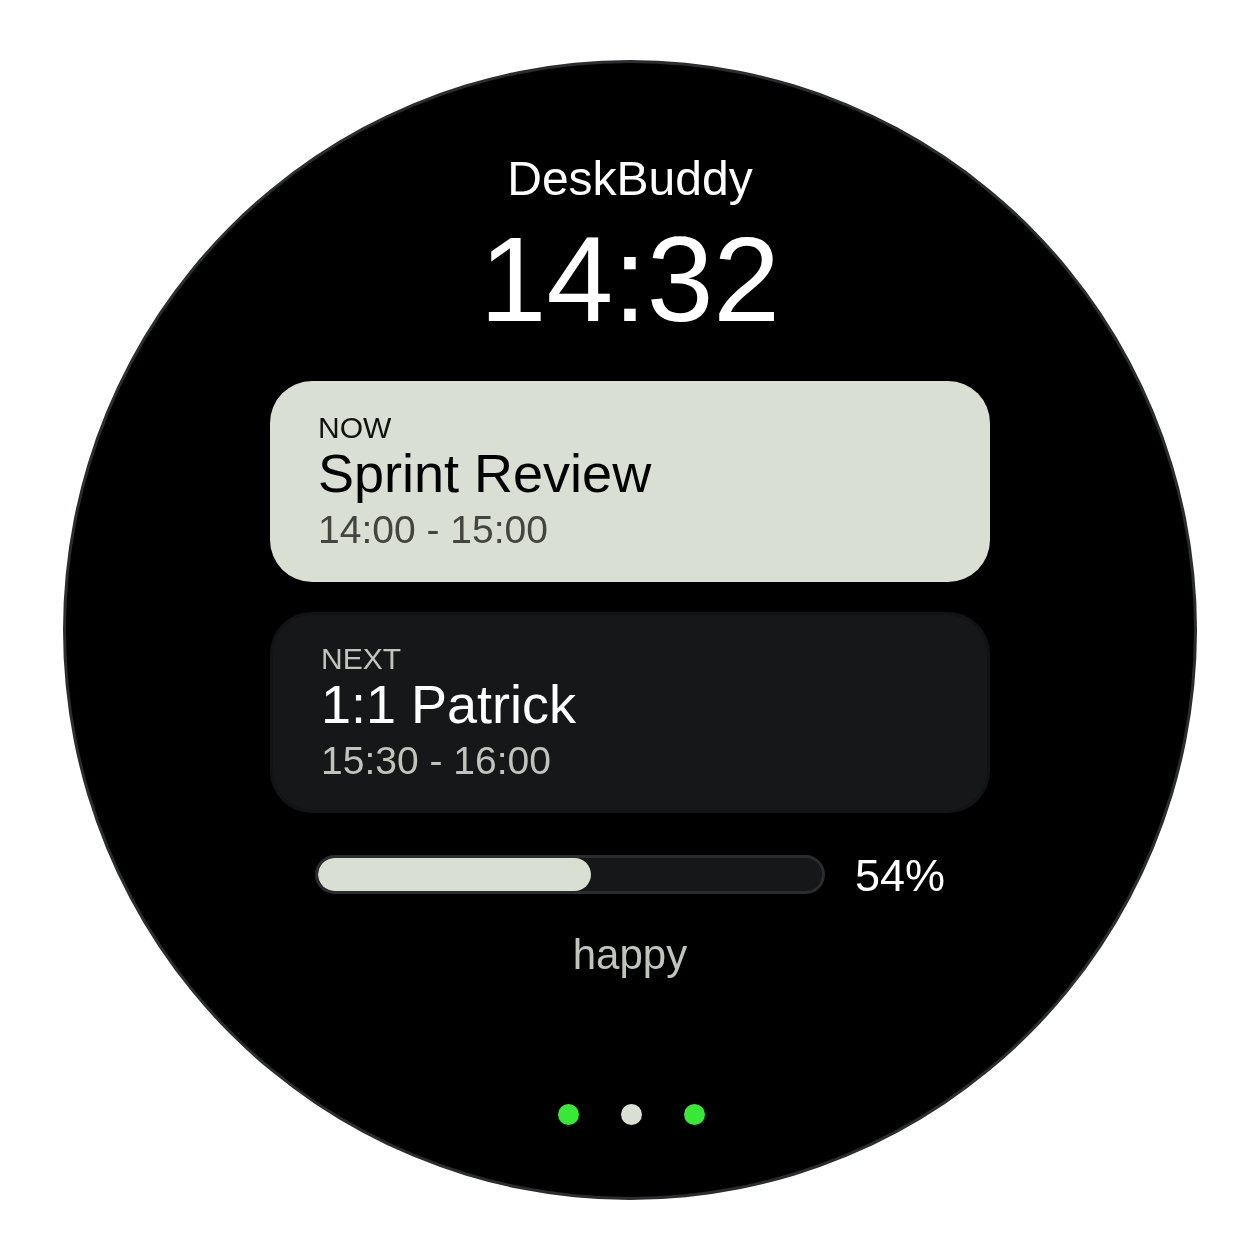 DeskBuddy
14:32
NOW
Sprint Review
14:00 - 15:00
NEXT
1:1 Patrick
15:30 - 16:00
54%
happy